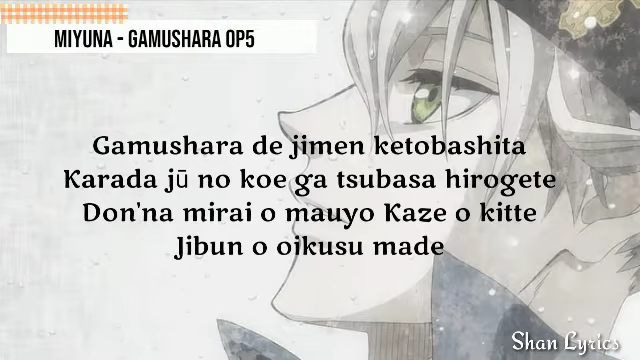 MIYUNA - GAMUSHARA OP5
Gamushara de jimen ketobashita
Karada jū no koe ga tsubasa hirogete
Don'na mirai o mauyo Kaze o kitte
Jibun o oikusu made
Shan Lyrics